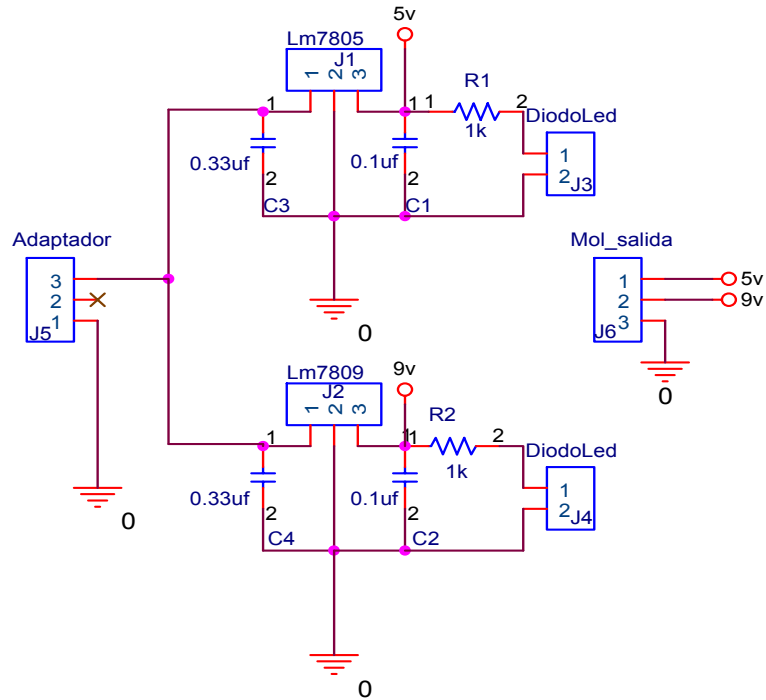 5v
Lm7805
J1
1 2 3
R1
1
1 1
2
1k
DiodoLed
0.33uf
0.1uf
1
2
J3
2
2
C3
C1
Adaptador
Mol_salida
3
2
1
J5
1
2
3
J6
5v
9v
0
0
Lm7809
J2
1 2 3
9v
R2
1
1 1
2
1k
DiodoLed
0.33uf
0.1uf
1
2
J4
2
2
C4
C2
0
0